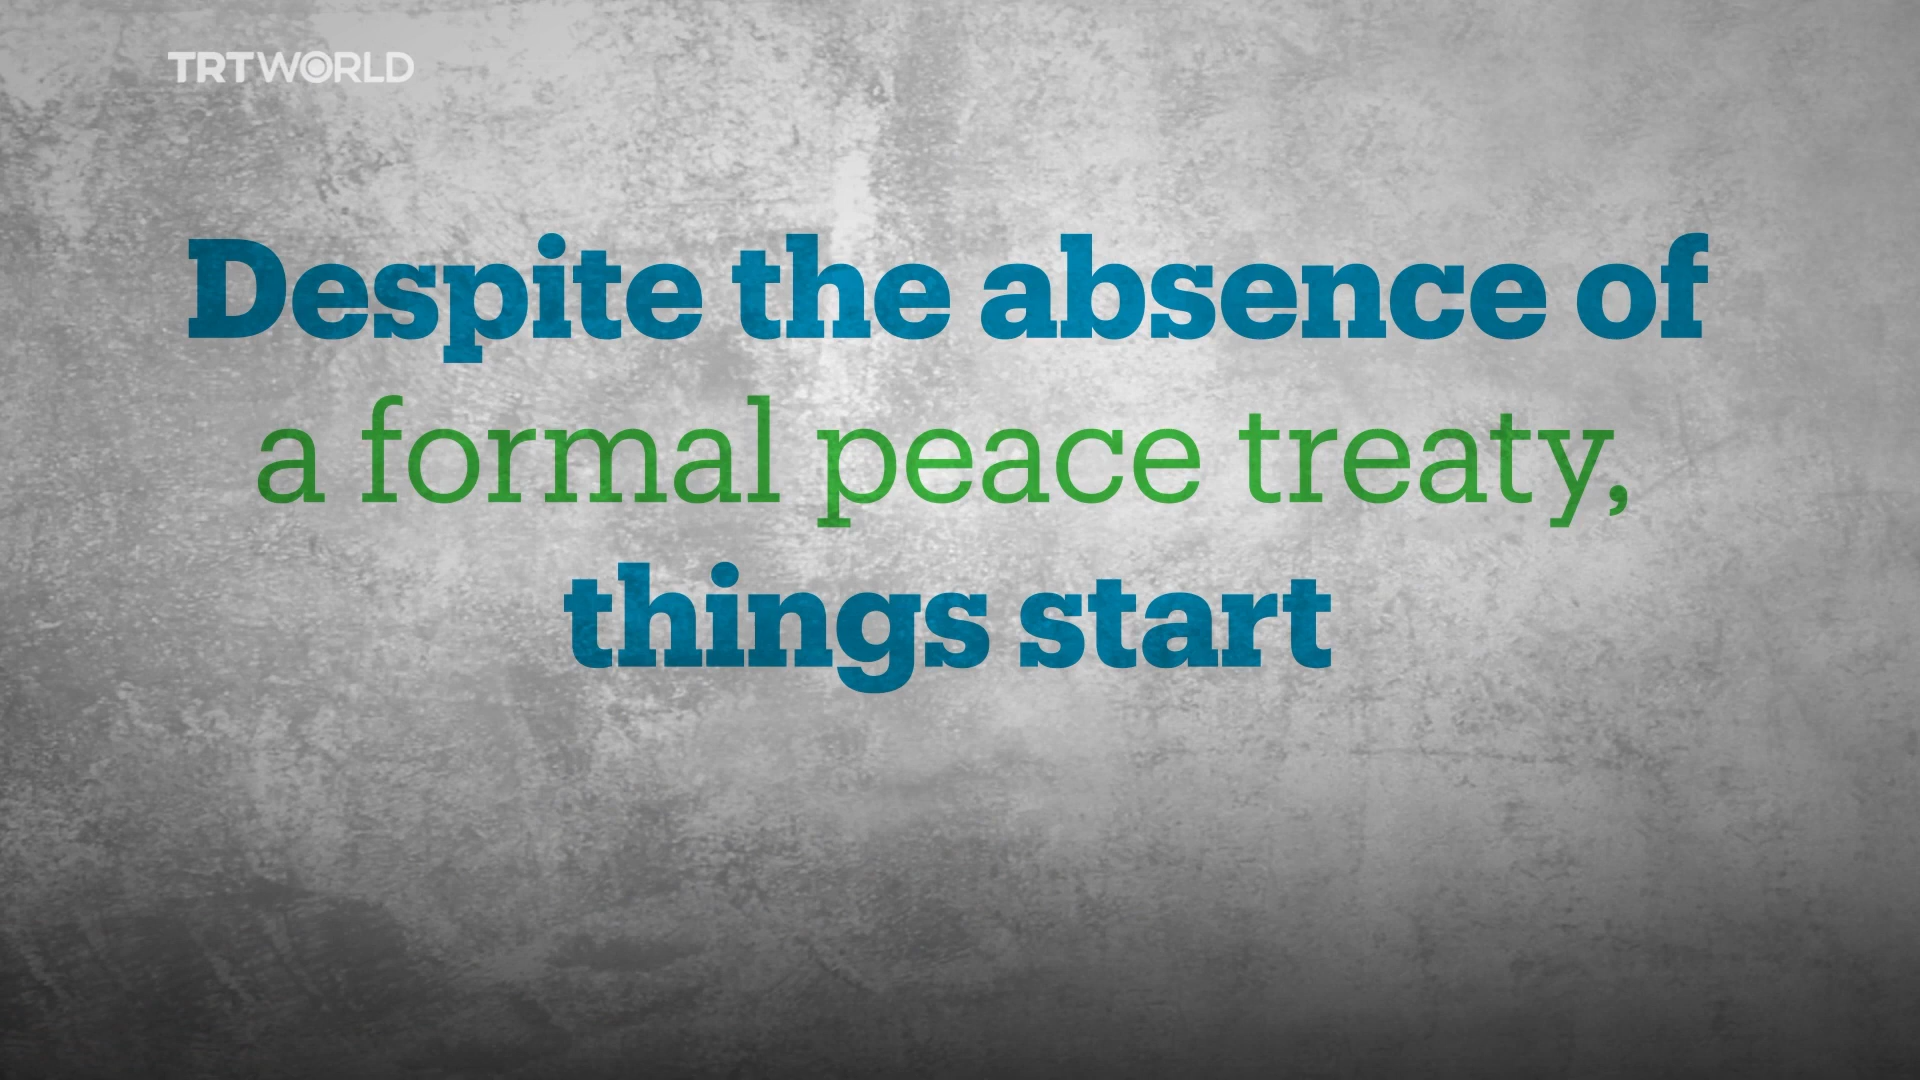 TRTWORLD
Despite the absence of
a formal peace treaty,
things start